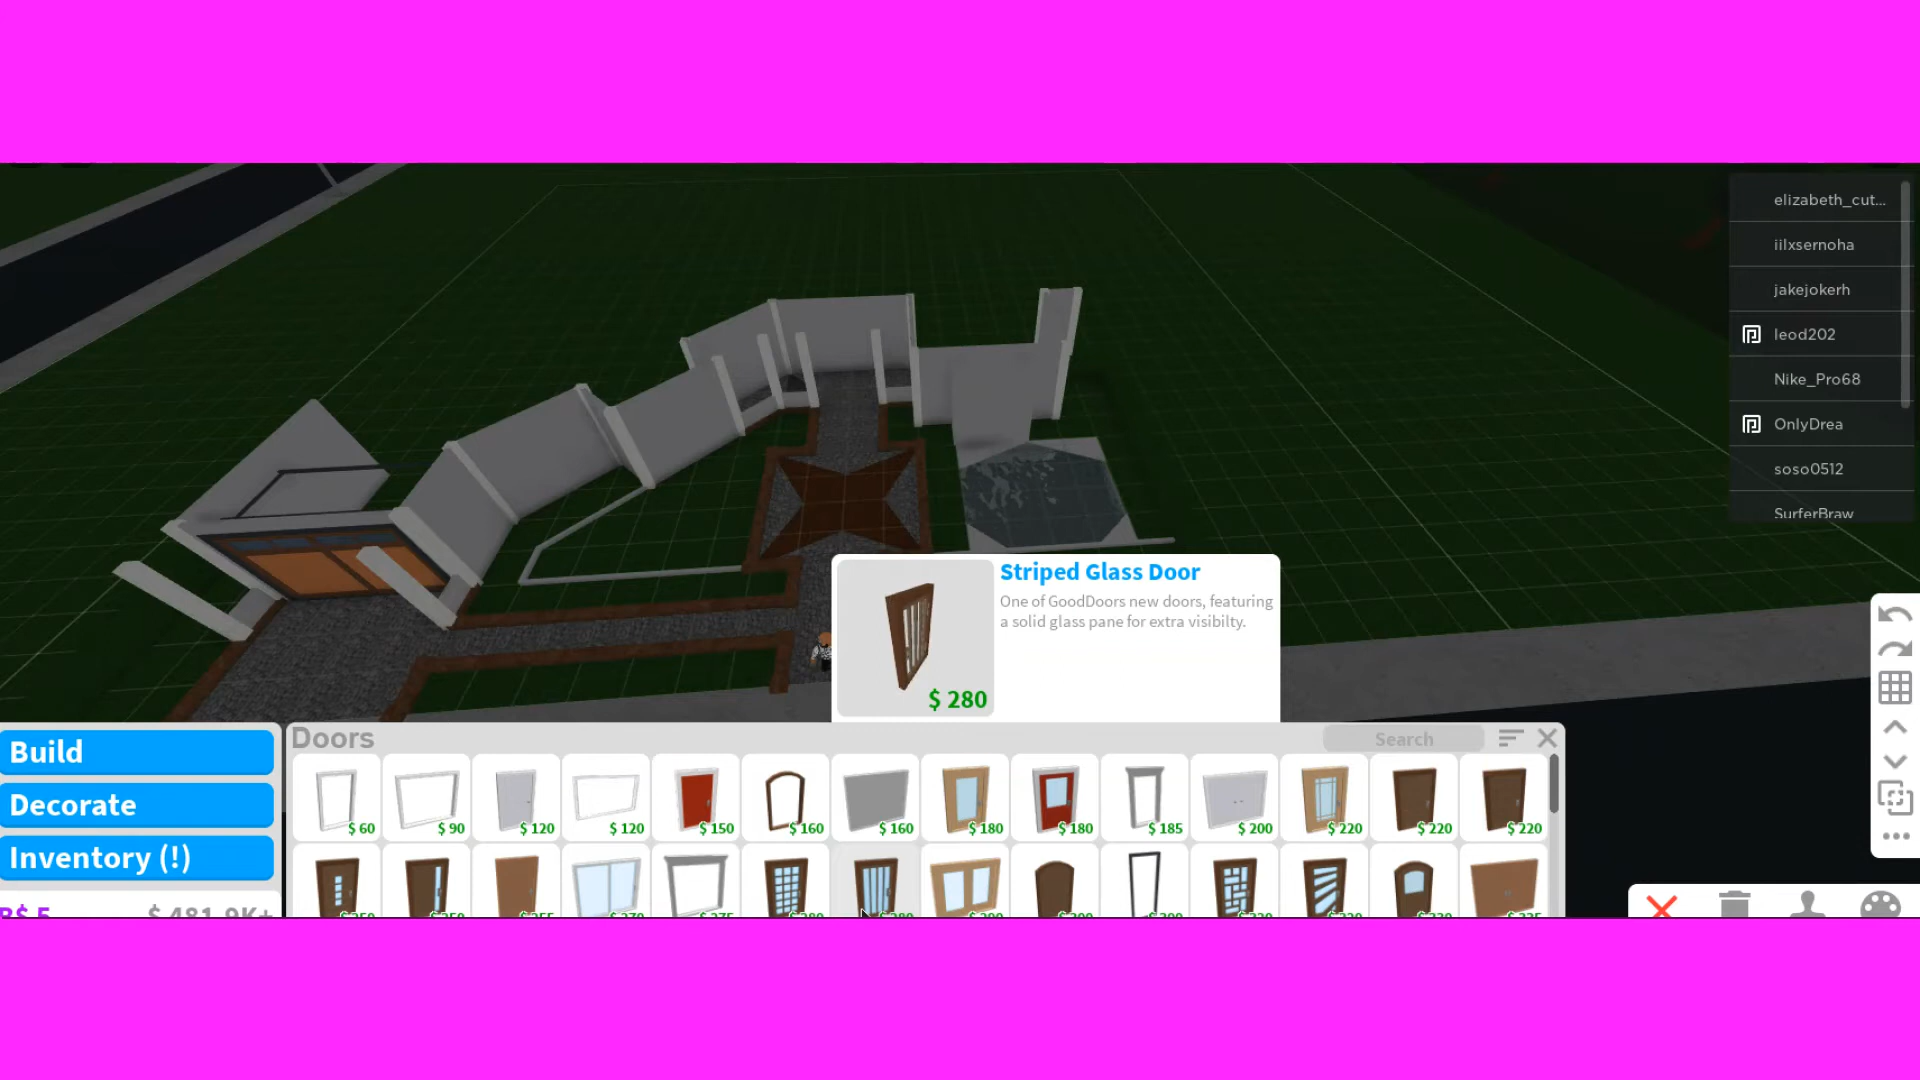 elizabeth_cut...
iilxsernoha
jakejokerh
leod202
Nike_Pro68
OnlyDrea
soso0512
SurferBraw
Striped Glass Door
One of GoodDoors new doors, featuring
a solid glass pane for extra visibilty.
$ 280
Build
Decorate
Inventory (!)
Doors
Search
$ 60
$ 90
$ 120
$ 120
$ 150
$ 160
$ 160
$ 180
$ 180
$ 185
$ 200
$ 220
$ 220
$ 220